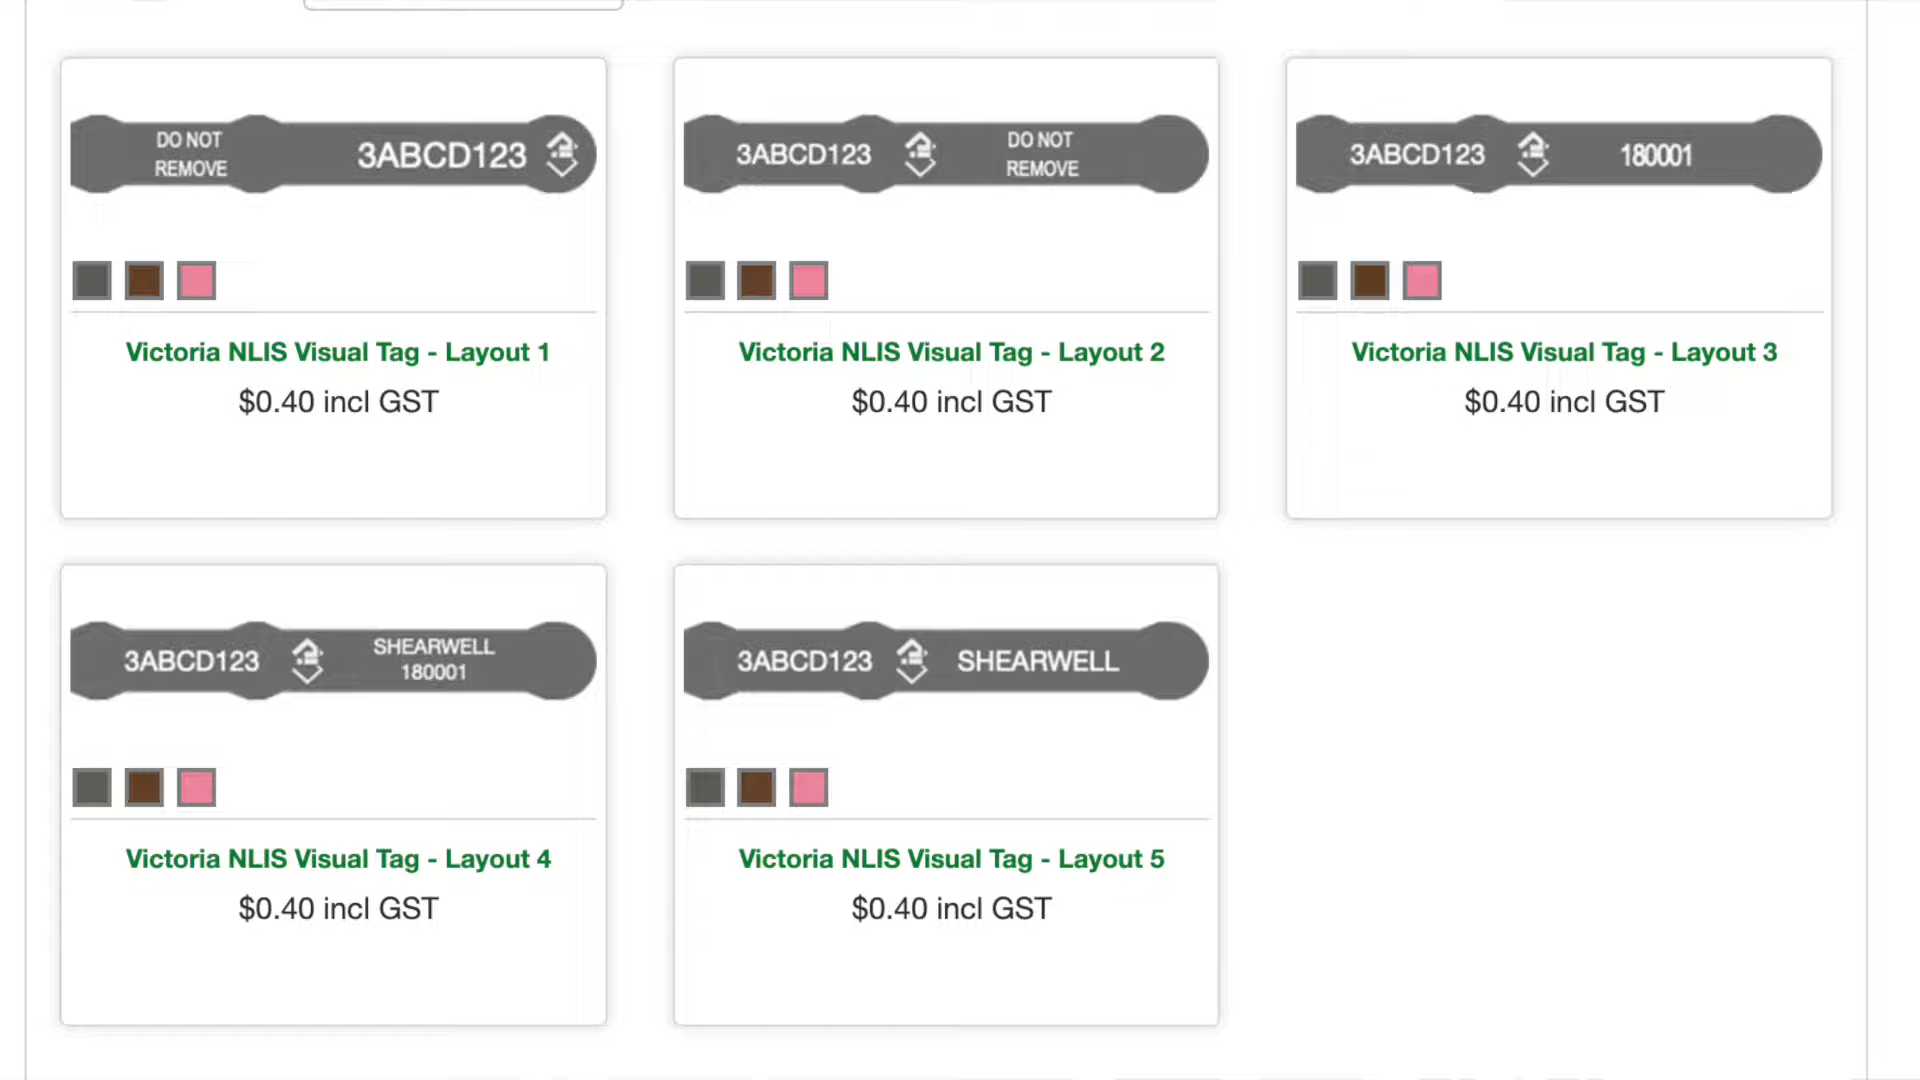 DO NOT
REMOVE
3ABCD123
Victoria NLIS Visual Tag - Layout 1
$0.40 incl GST
3ABCD123
DO NOT
REMOVE
Victoria NLIS Visual Tag - Layout 2
$0.40 incl GST
3ABCD123
180001
Victoria NLIS Visual Tag - Layout 3
$0.40 incl GST
3ABCD123
SHEARWELL
180001
Victoria NLIS Visual Tag - Layout 4
$0.40 incl GST
3ABCD123
SHEARWELL
Victoria NLIS Visual Tag - Layout 5
$0.40 incl GST